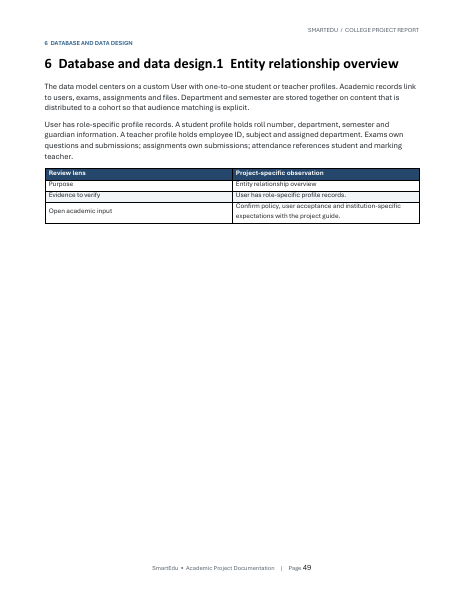 SMARTEDU / COLLEGE PROJECT REPORT
6 DATABASE AND DATA DESIGN
6 Database and data design.1 Entity relationship overview
The data model centers on a custom User with one-to-one student or teacher profiles. Academic records link
to users, exams, assignments and files. Department and semester are stored together on content that is
distributed to a cohort so that audience matching is explicit.
User has role-specific profile records. A student profile holds roll number, department, semester and
guardian information. A teacher profile holds employee ID, subject and assigned department. Exams own
questions and submissions; assignments own submissions; attendance references student and marking
teacher.
Review lens Project-specific observation
Purpose Entity relationship overview
Evidence to verify User has role-specific profile records.
Open academic input Confirm policy, user acceptance and institution-specific
expectations with the project guide.
SmartEdu • Academic Project Documentation | Page 49